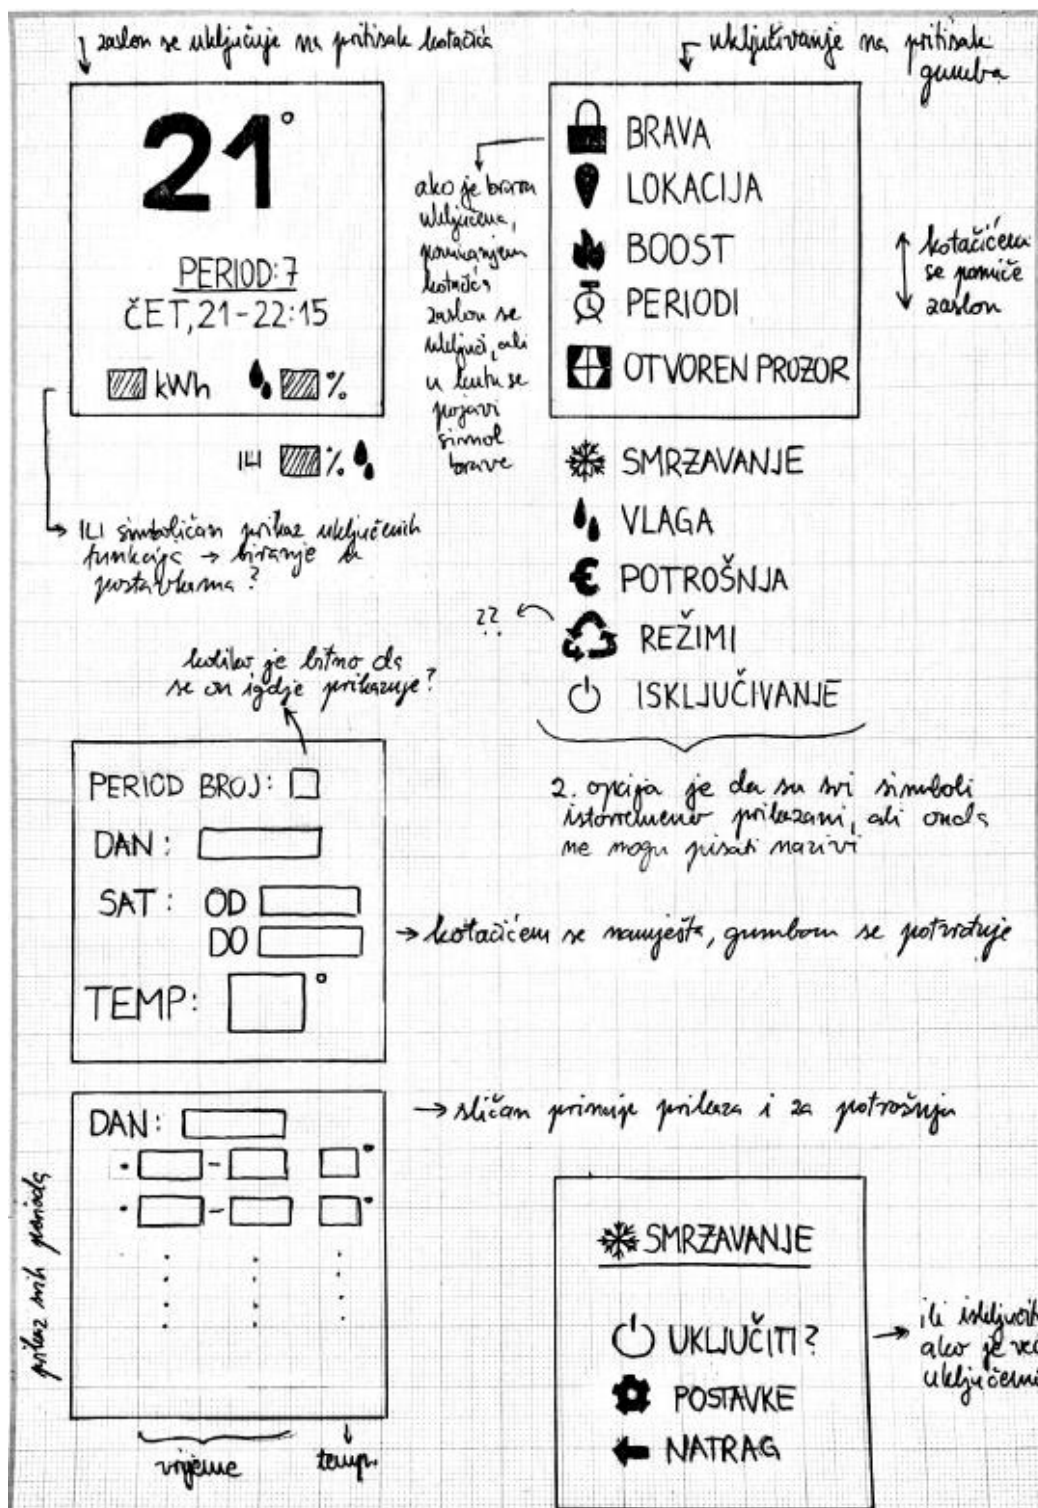 zaslon se uključuje na pritisak kotačića
21°
PERIOD:7
ČET,21-22:15
kWh %
ILI %
ILI simboličan prikaz uključenih
funkcija → biranje u
postavkama?
uključivanje na pritisak
gumba
BRAVA
LOKACIJA
BOOST
PERIODI
OTVOREN PROZOR
SMRZAVANJE
VLAGA
€ POTROŠNJA
?? REŽIMI
ISKLJUČIVANJE
ako je brava
uključena,
pomicanjem
kotačića
zaslon se
uključi, ali
u kutu se
pojavi
simbol
brave
kotačićem
se pomiče
zaslon
2. opcija je da su svi simboli
istovremeno prikazani, ali onda
ne mogu pisati nazivi
koliko je bitno da
se on igdje prikazuje?
PERIOD BROJ:
DAN:
SAT: OD
DO
TEMP: °
→ kotačićem se namješta, gumbom se potvrđuje
DAN:
- °
- °
prikaz svih perioda
vrijeme temp.
→ sličan prikaza i za potrošnju
SMRZAVANJE
UKLJUČITI?
POSTAVKE
NATRAG
ili
ako je već